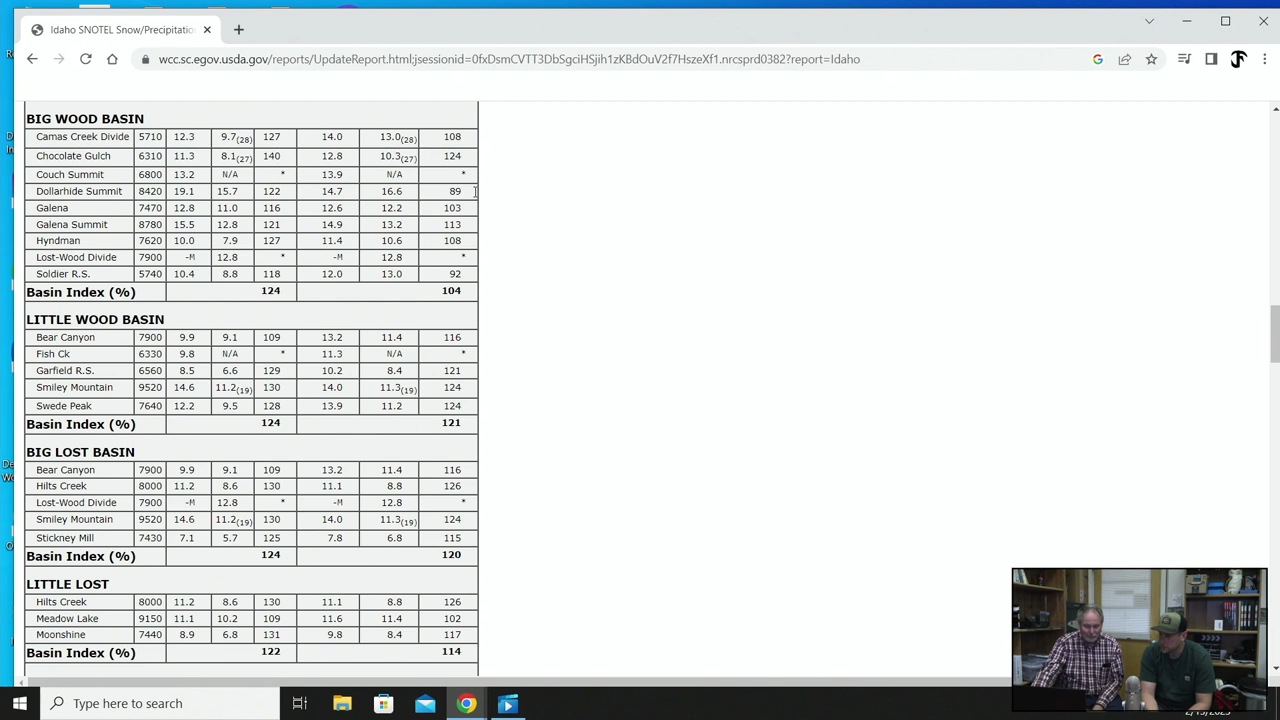 Idaho SNOTEL Snow/Precipitatio
wcc.sc.egov.usda.gov/reports/UpdateReport.html;jsessionid=0fxDsmCVTT3DbSgciHSjih1zKBdOuV2f7HszeXf1.nrcsprd0382?report=Idaho
BIG WOOD BASIN
Camas Creek Divide 5710 12.3 9.7(28) 127 14.0 13.0(28) 108
Chocolate Gulch 6310 11.3 8.1(27) 140 12.8 10.3(27) 124
Couch Summit 6800 13.2 N/A * 13.9 N/A *
Dollarhide Summit 8420 19.1 15.7 122 14.7 16.6 89
Galena 7470 12.8 11.0 116 12.6 12.2 103
Galena Summit 8780 15.5 12.8 121 14.9 13.2 113
Hyndman 7620 10.0 7.9 127 11.4 10.6 108
Lost-Wood Divide 7900 -M 12.8 * -M 12.8 *
Soldier R.S. 5740 10.4 8.8 118 12.0 13.0 92
Basin Index (%) 124 104
LITTLE WOOD BASIN
Bear Canyon 7900 9.9 9.1 109 13.2 11.4 116
Fish Ck 6330 9.8 N/A * 11.3 N/A *
Garfield R.S. 6560 8.5 6.6 129 10.2 8.4 121
Smiley Mountain 9520 14.6 11.2(19) 130 14.0 11.3(19) 124
Swede Peak 7640 12.2 9.5 128 13.9 11.2 124
Basin Index (%) 124 121
BIG LOST BASIN
Bear Canyon 7900 9.9 9.1 109 13.2 11.4 116
Hilts Creek 8000 11.2 8.6 130 11.1 8.8 126
Lost-Wood Divide 7900 -M 12.8 * -M 12.8 *
Smiley Mountain 9520 14.6 11.2(19) 130 14.0 11.3(19) 124
Stickney Mill 7430 7.1 5.7 125 7.8 6.8 115
Basin Index (%) 124 120
LITTLE LOST
Hilts Creek 8000 11.2 8.6 130 11.1 8.8 126
Meadow Lake 9150 11.1 10.2 109 11.6 11.4 102
Moonshine 7440 8.9 6.8 131 9.8 8.4 117
Basin Index (%) 122 114
Type here to search